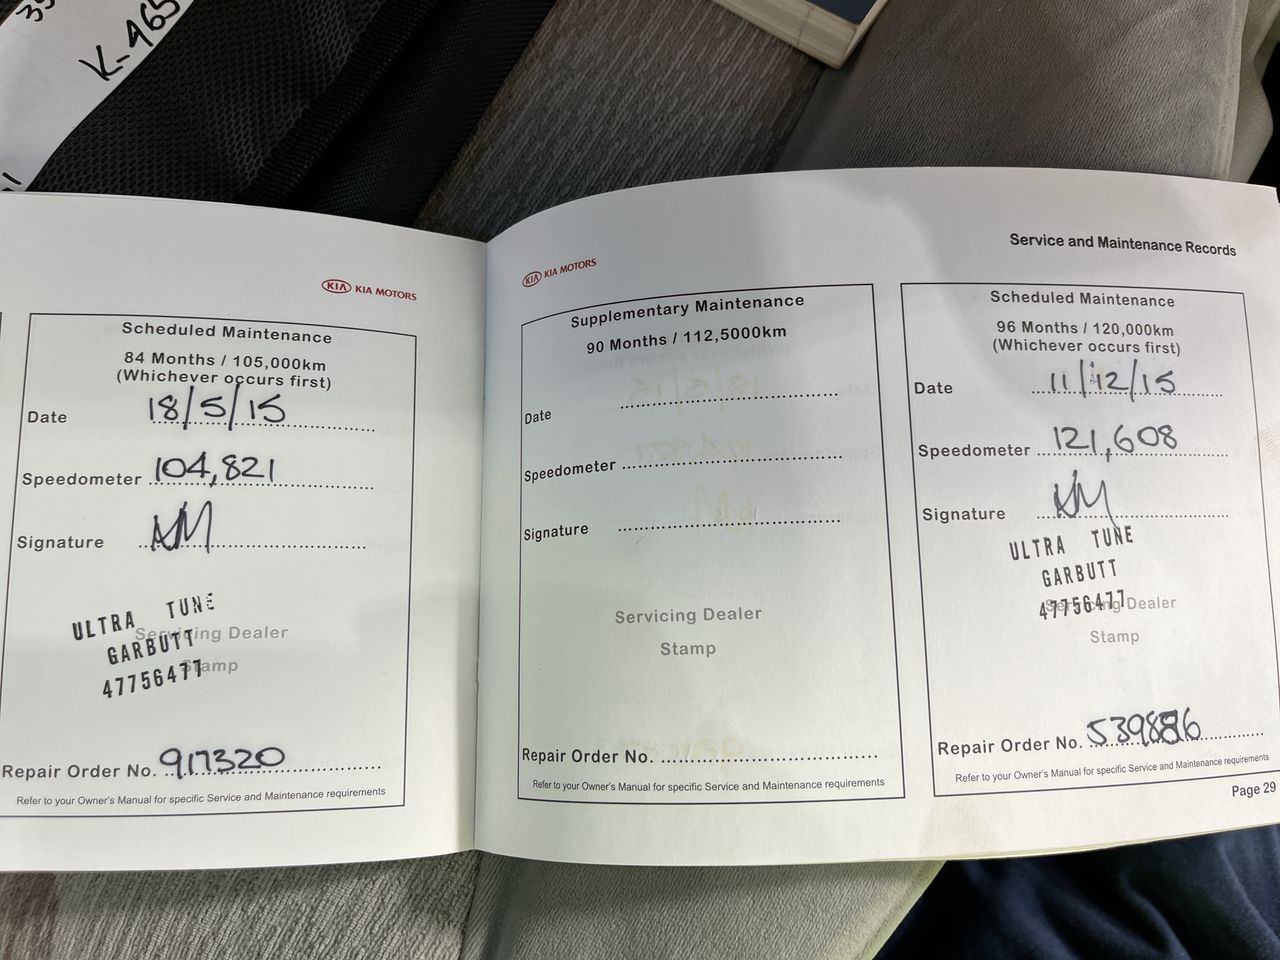 K-965
KIA KIA MOTORS
Scheduled Maintenance
84 Months / 105,000km
(Whichever occurs first)
Date 18/5/15
Speedometer 104,821
Signature
ULTRA TUNE
GARBUTT
47756477
Servicing Dealer
Stamp
Repair Order No. 917320
Refer to your Owner's Manual for specific Service and Maintenance requirements
KIA KIA MOTORS
Supplementary Maintenance
90 Months / 112,5000km
Date
Speedometer
Signature
Servicing Dealer
Stamp
Repair Order No.
Refer to your Owner's Manual for specific Service and Maintenance requirements
Service and Maintenance Records
Scheduled Maintenance
96 Months / 120,000km
(Whichever occurs first)
Date 11/12/15
Speedometer 121,608
Signature
ULTRA TUNE
GARBUTT
47756477
Servicing Dealer
Stamp
Repair Order No.
Refer to your Owner's Manual for specific Service and Maintenance requirements
Page 29